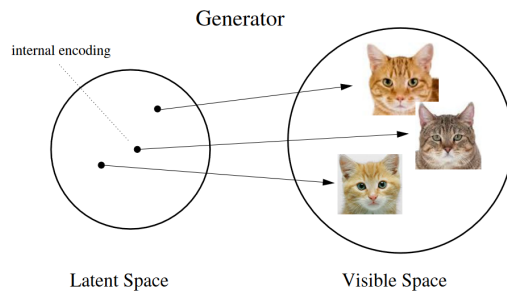 Generator
internal encoding
Latent Space
Visible Space